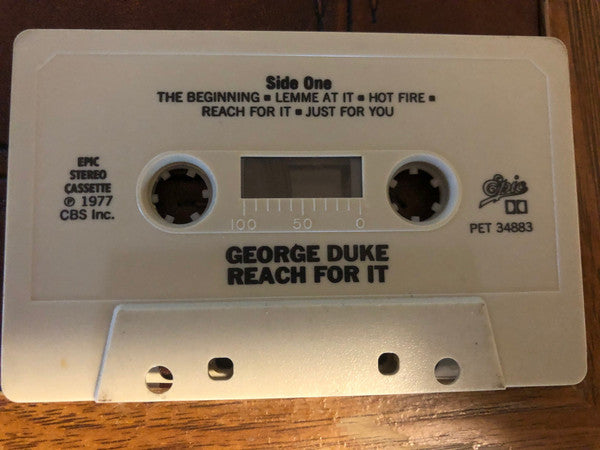 Side One
THE BEGINNING ■ LEMME AT IT ■ HOT FIRE ■
REACH FOR IT ■ JUST FOR YOU
EPIC
STEREO
CASSETTE
℗ 1977
CBS Inc.
Epic
PET 34883
100 50 0
GEORGE DUKE
REACH FOR IT